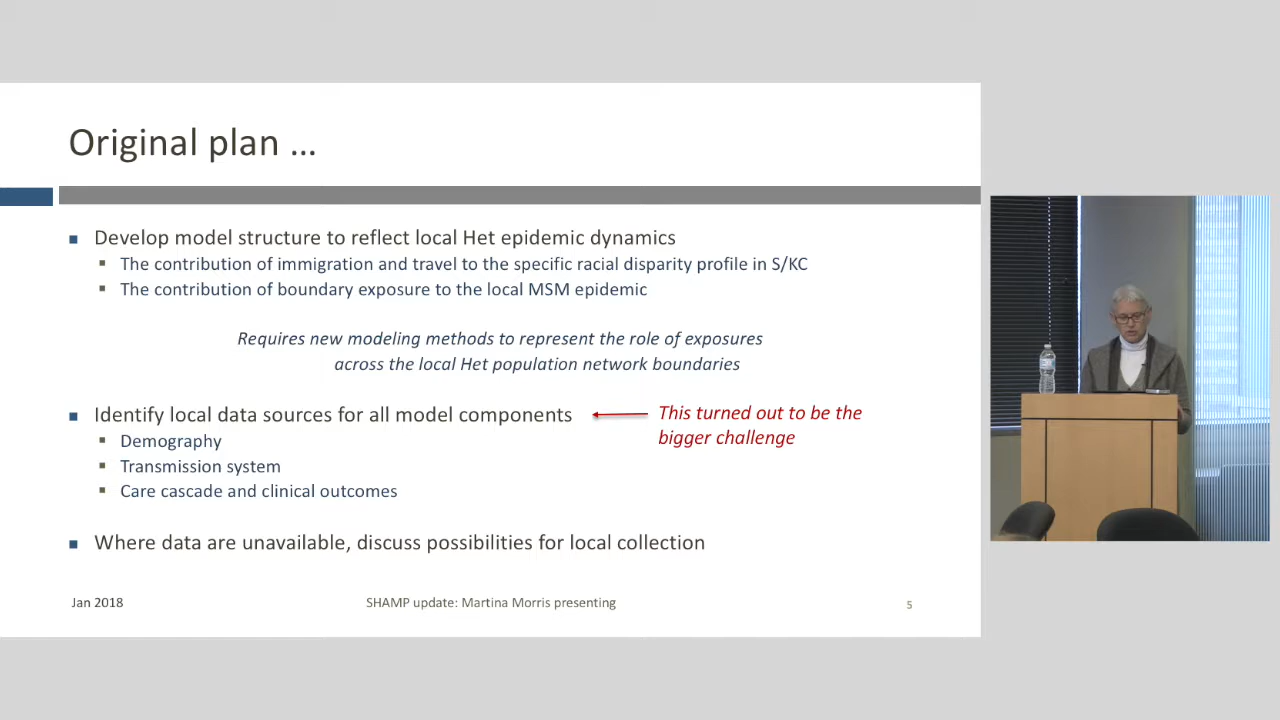 Original plan ...
Develop model structure to reflect local Het epidemic dynamics
The contribution of immigration and travel to the specific racial disparity profile in S/KC
The contribution of boundary exposure to the local MSM epidemic
Requires new modeling methods to represent the role of exposures
across the local Het population network boundaries
Identify local data sources for all model components
This turned out to be the
bigger challenge
Demography
Transmission system
Care cascade and clinical outcomes
Where data are unavailable, discuss possibilities for local collection
Jan 2018
SHAMP update: Martina Morris presenting
5